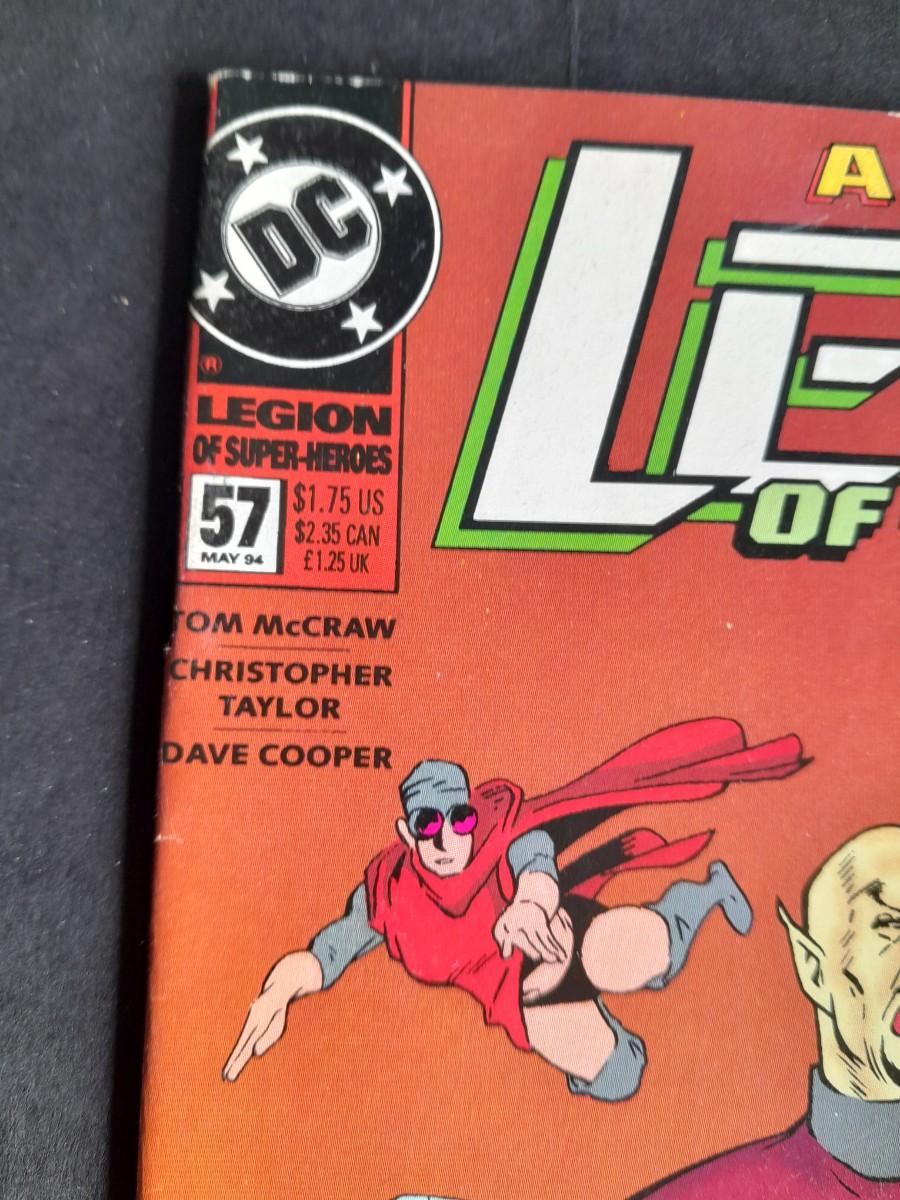 DC
®
LEGION
OF SUPER-HEROES
57
MAY 94
$1.75 US
$2.35 CAN
£1.25 UK
TOM McCRAW
CHRISTOPHER
TAYLOR
DAVE COOPER
A
LE
OF